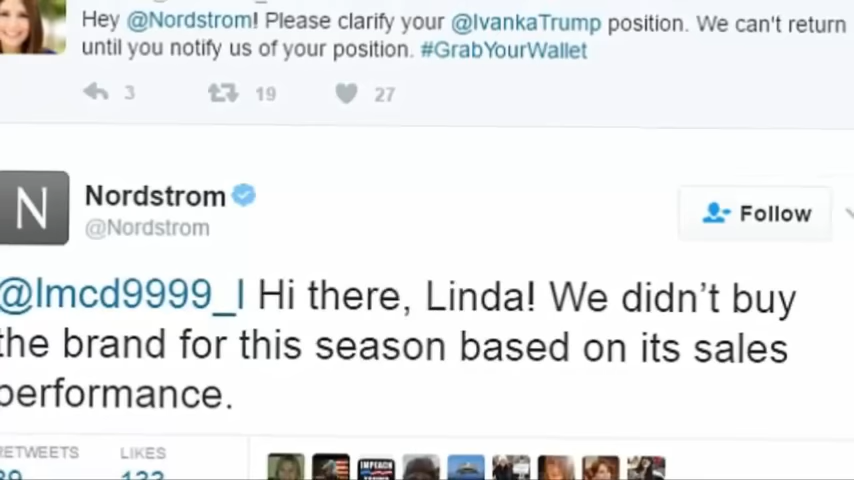 Hey @Nordstrom! Please clarify your @IvankaTrump position. We can't return
until you notify us of your position. #GrabYourWallet
3 19 27
N
Nordstrom
@Nordstrom
Follow
@lmcd9999_l Hi there, Linda! We didn’t buy
the brand for this season based on its sales
performance.
RETWEETS LIKES
IMPEACH